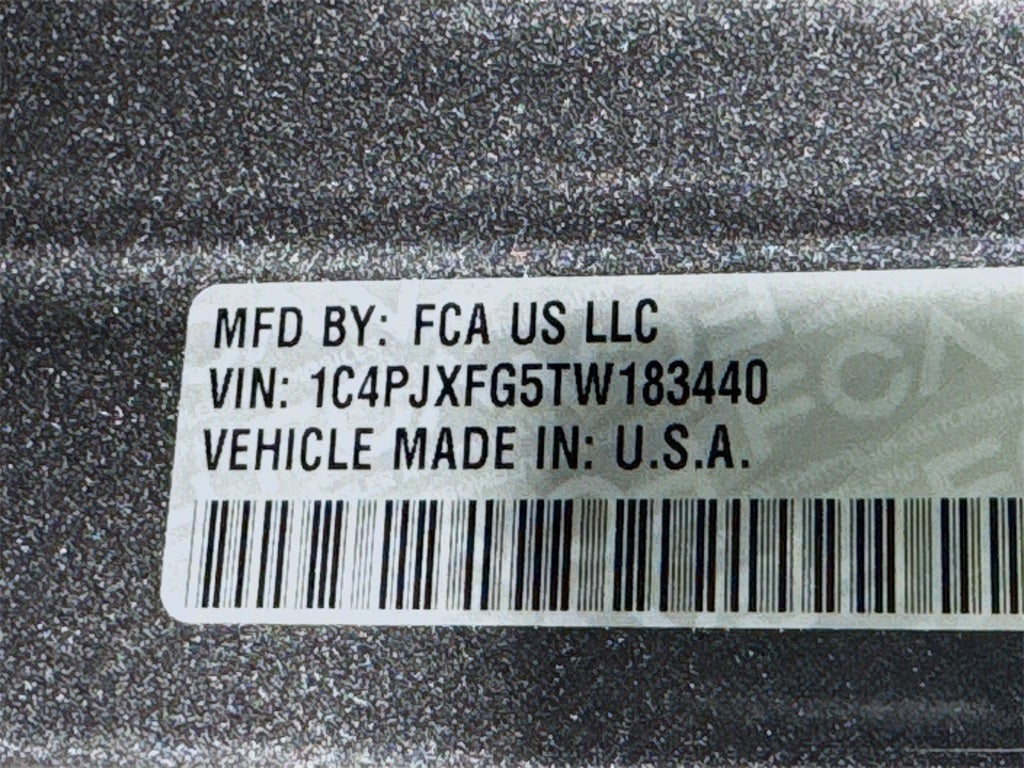 MFD BY: FCA US LLC
VIN: 1C4PJXFG5TW183440
VEHICLE MADE IN: U.S.A.